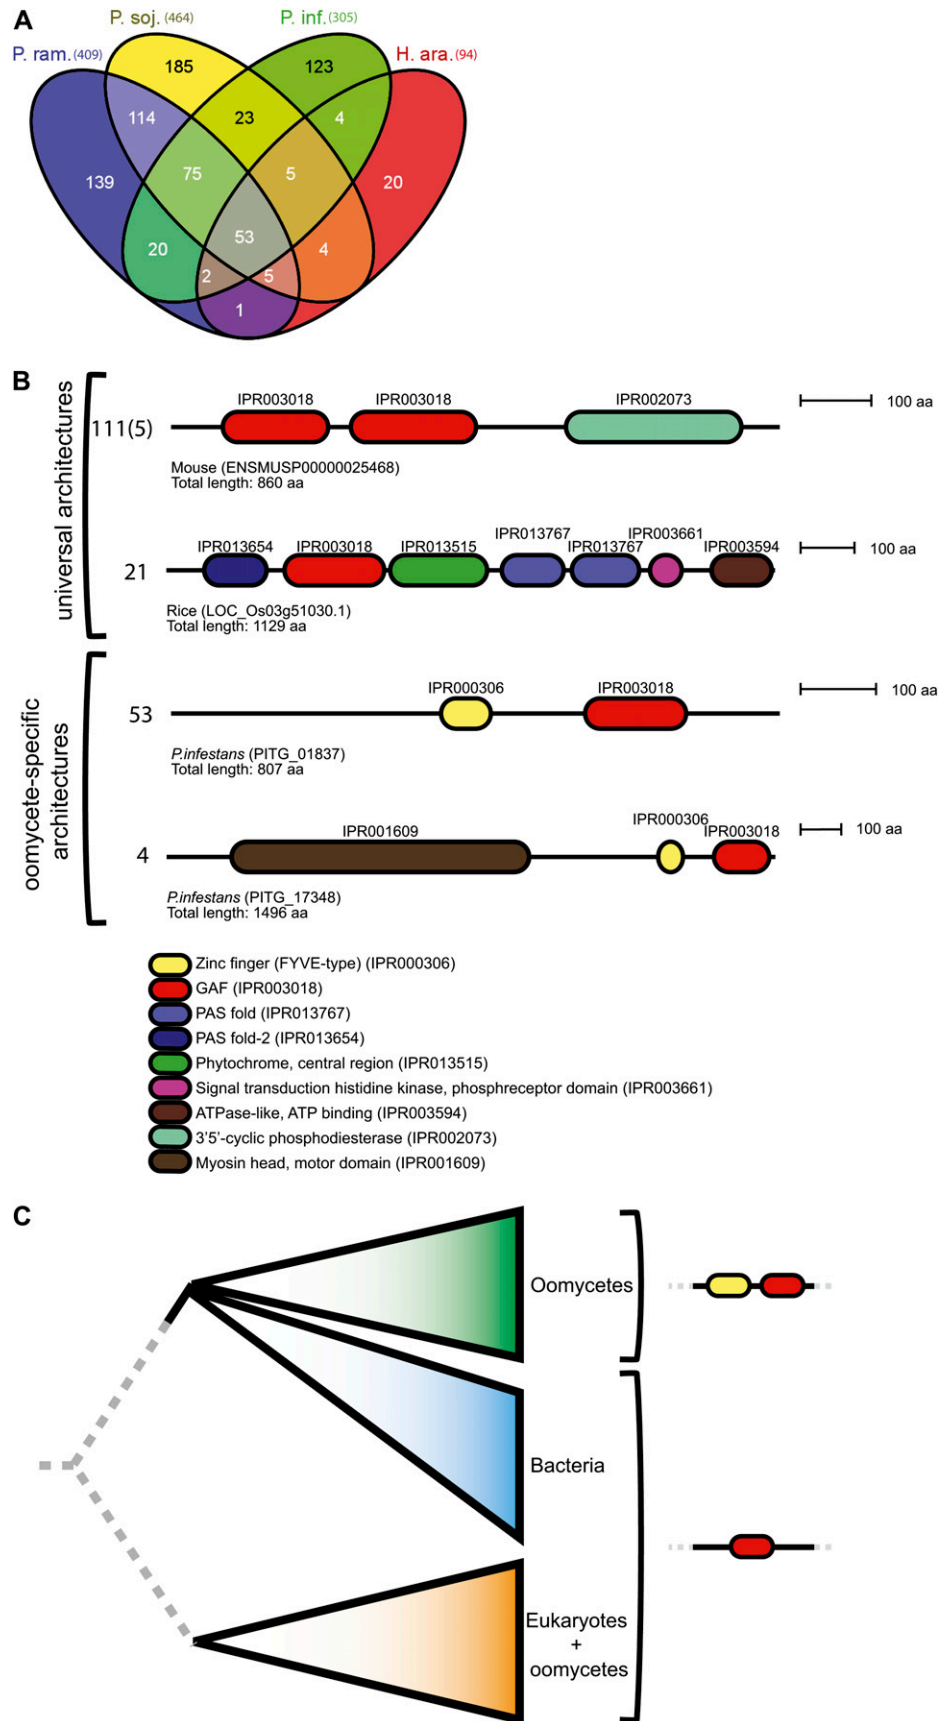 A
P. soj. (464)
P. inf. (305)
P. ram. (409)
H. ara. (94)
185
123
114
23
4
139
75
5
20
20
53
4
2
5
1
B
universal architectures
111(5)
IPR003018
IPR003018
IPR002073
100 aa
Mouse (ENSMUSP00000025468)
Total length: 860 aa
21
IPR013654
IPR003018
IPR013515
IPR013767
IPR013767
IPR003661
IPR003594
100 aa
Rice (LOC_Os03g51030.1)
Total length: 1129 aa
oomycete-specific
architectures
53
IPR000306
IPR003018
100 aa
P.infestans (PITG_01837)
Total length: 807 aa
4
IPR001609
IPR000306
IPR003018
100 aa
P.infestans (PITG_17348)
Total length: 1496 aa
Zinc finger (FYVE-type) (IPR000306)
GAF (IPR003018)
PAS fold (IPR013767)
PAS fold-2 (IPR013654)
Phytochrome, central region (IPR013515)
Signal transduction histidine kinase, phosphreceptor domain (IPR003661)
ATPase-like, ATP binding (IPR003594)
3'5'-cyclic phosphodiesterase (IPR002073)
Myosin head, motor domain (IPR001609)
C
Oomycetes
Bacteria
Eukaryotes
+
oomycetes